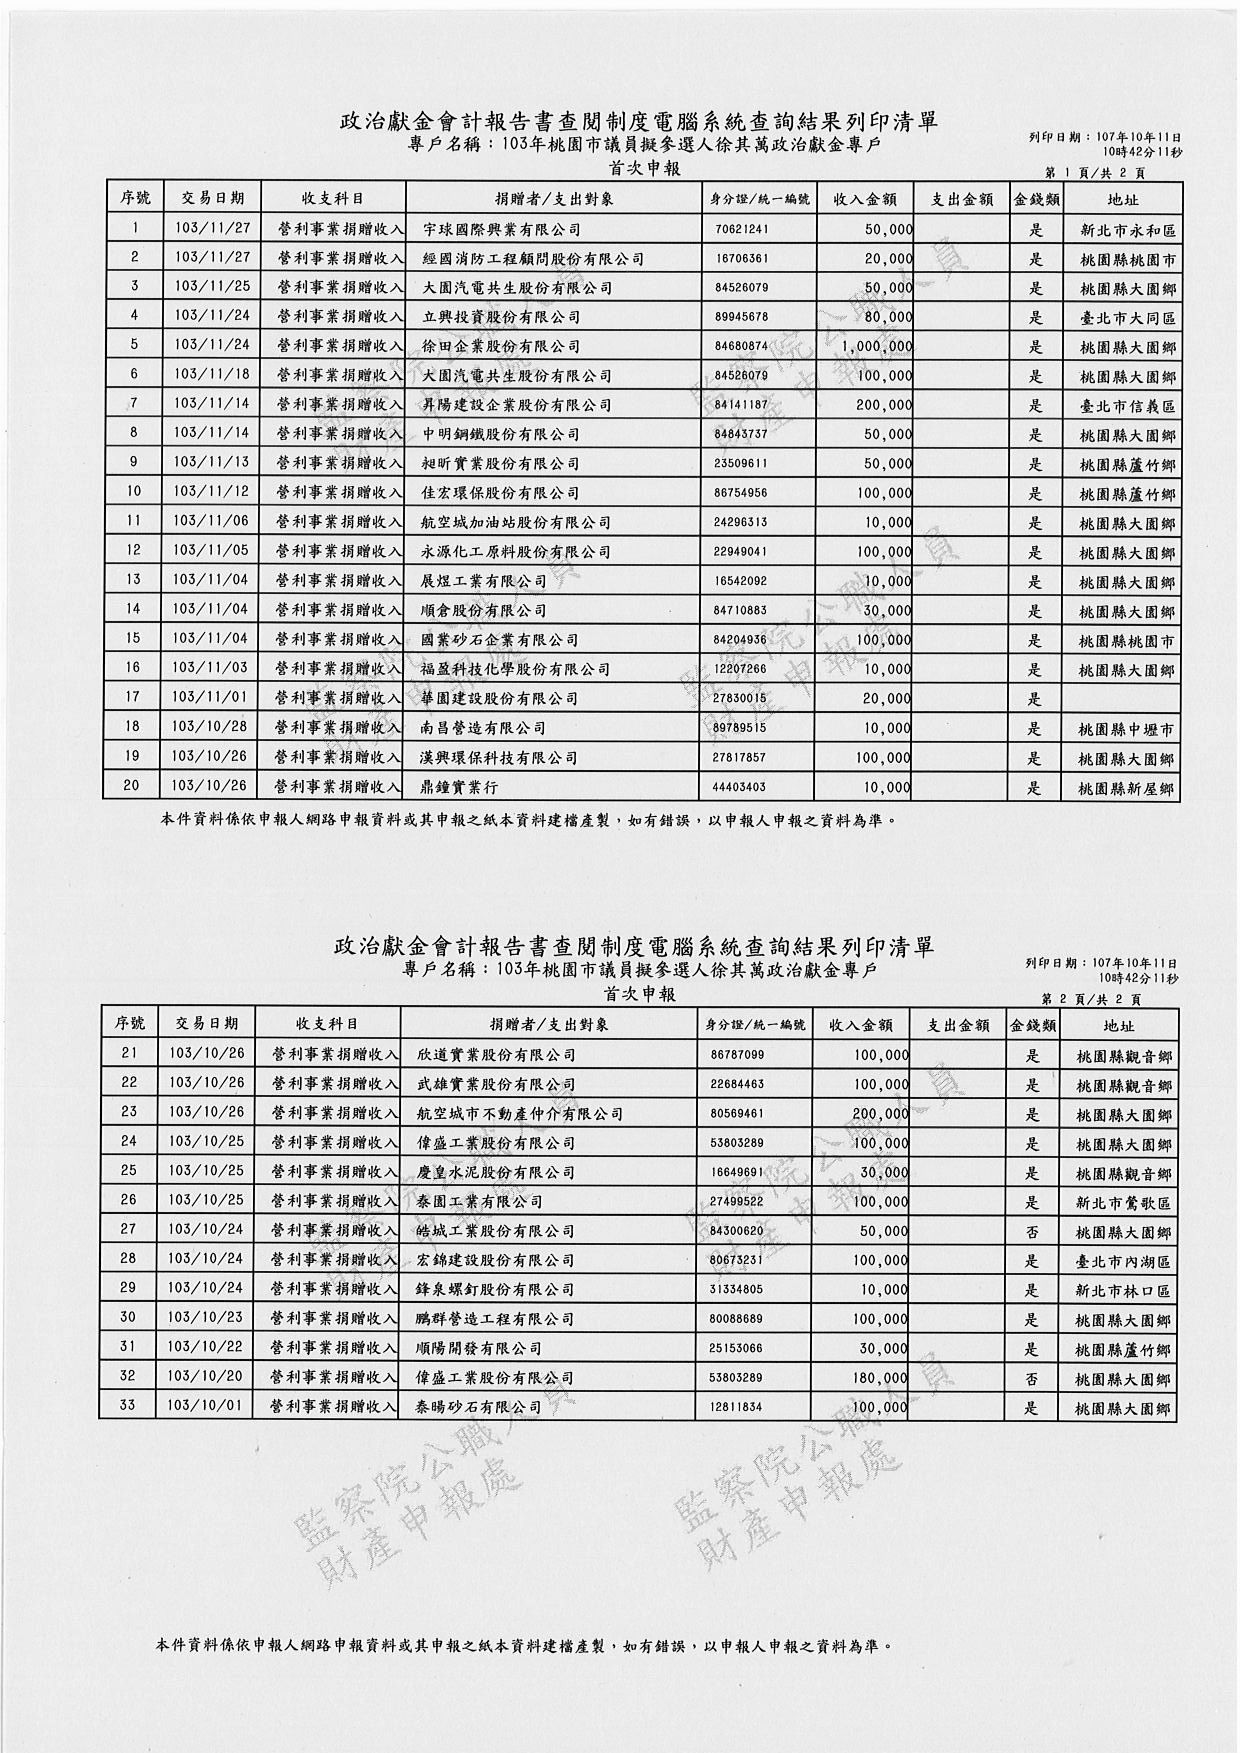 政治獻金會計報告書查閱制度電腦系統查詢結果列印清單
專戶名稱：103年桃園市議員擬參選人徐其萬政治獻金專戶
列印日期：107年10年11日
10時42分11秒
首次申報
第 1 頁/共 2 頁
序號 交易日期 收支科目 捐贈者/支出對象 身分證/統一編號 收入金額 支出金額 金錢類 地址
1 103/11/27 營利事業捐贈收入 宇球國際興業有限公司 70621241 50,000 是 新北市永和區
2 103/11/27 營利事業捐贈收入 經國消防工程顧問股份有限公司 16706361 20,000 是 桃園縣桃園市
3 103/11/25 營利事業捐贈收入 大園汽電共生股份有限公司 84526079 50,000 是 桃園縣大園鄉
4 103/11/24 營利事業捐贈收入 立興投資股份有限公司 89945678 80,000 是 臺北市大同區
5 103/11/24 營利事業捐贈收入 徐田企業股份有限公司 84680874 1,000,000 是 桃園縣大園鄉
6 103/11/18 營利事業捐贈收入 大園汽電共生股份有限公司 84526079 100,000 是 桃園縣大園鄉
7 103/11/14 營利事業捐贈收入 昇陽建設企業股份有限公司 84141187 200,000 是 臺北市信義區
8 103/11/14 營利事業捐贈收入 中明鋼鐵股份有限公司 84843737 50,000 是 桃園縣大園鄉
9 103/11/13 營利事業捐贈收入 昶昕實業股份有限公司 23509611 50,000 是 桃園縣蘆竹鄉
10 103/11/12 營利事業捐贈收入 佳宏環保股份有限公司 86754956 100,000 是 桃園縣蘆竹鄉
11 103/11/06 營利事業捐贈收入 航空城加油站股份有限公司 24296313 10,000 是 桃園縣大園鄉
12 103/11/05 營利事業捐贈收入 永源化工原料股份有限公司 22949041 100,000 是 桃園縣大園鄉
13 103/11/04 營利事業捐贈收入 展煜工業有限公司 16542092 10,000 是 桃園縣大園鄉
14 103/11/04 營利事業捐贈收入 順倉股份有限公司 84710883 30,000 是 桃園縣大園鄉
15 103/11/04 營利事業捐贈收入 國業砂石企業有限公司 84204936 100,000 是 桃園縣桃園市
16 103/11/03 營利事業捐贈收入 福盈科技化學股份有限公司 12207266 10,000 是 桃園縣大園鄉
17 103/11/01 營利事業捐贈收入 華園建設股份有限公司 27830015 20,000 是
18 103/10/28 營利事業捐贈收入 南昌營造有限公司 89789515 10,000 是 桃園縣中壢市
19 103/10/26 營利事業捐贈收入 漢興環保科技有限公司 27817857 100,000 是 桃園縣大園鄉
20 103/10/26 營利事業捐贈收入 鼎鐘實業行 44403403 10,000 是 桃園縣新屋鄉
本件資料係依申報人網路申報資料或其申報之紙本資料建檔產製，如有錯誤，以申報人申報之資料為準。
政治獻金會計報告書查閱制度電腦系統查詢結果列印清單
專戶名稱：103年桃園市議員擬參選人徐其萬政治獻金專戶
列印日期：107年10年11日
10時42分11秒
首次申報
第 2 頁/共 2 頁
序號 交易日期 收支科目 捐贈者/支出對象 身分證/統一編號 收入金額 支出金額 金錢類 地址
21 103/10/26 營利事業捐贈收入 欣道實業股份有限公司 86787099 100,000 是 桃園縣觀音鄉
22 103/10/26 營利事業捐贈收入 武雄實業股份有限公司 22684463 100,000 是 桃園縣觀音鄉
23 103/10/26 營利事業捐贈收入 航空城市不動產仲介有限公司 80569461 200,000 是 桃園縣大園鄉
24 103/10/25 營利事業捐贈收入 偉盛工業股份有限公司 53803289 100,000 是 桃園縣大園鄉
25 103/10/25 營利事業捐贈收入 慶皇水泥股份有限公司 16649691 30,000 是 桃園縣觀音鄉
26 103/10/25 營利事業捐贈收入 泰園工業有限公司 27499522 100,000 是 新北市鶯歌區
27 103/10/24 營利事業捐贈收入 皓城工業股份有限公司 84300620 50,000 否 桃園縣大園鄉
28 103/10/24 營利事業捐贈收入 宏錦建設股份有限公司 80673231 100,000 是 臺北市內湖區
29 103/10/24 營利事業捐贈收入 鋒泉螺釘股份有限公司 31334805 10,000 是 新北市林口區
30 103/10/23 營利事業捐贈收入 鵬群營造工程有限公司 80088689 100,000 是 桃園縣大園鄉
31 103/10/22 營利事業捐贈收入 順陽開發有限公司 25153066 30,000 是 桃園縣蘆竹鄉
32 103/10/20 營利事業捐贈收入 偉盛工業股份有限公司 53803289 180,000 否 桃園縣大園鄉
33 103/10/01 營利事業捐贈收入 泰暘砂石有限公司 12811834 100,000 是 桃園縣大園鄉
監察院公職人員
財產申報處
監察院公職人員
財產申報處
本件資料係依申報人網路申報資料或其申報之紙本資料建檔產製，如有錯誤，以申報人申報之資料為準。